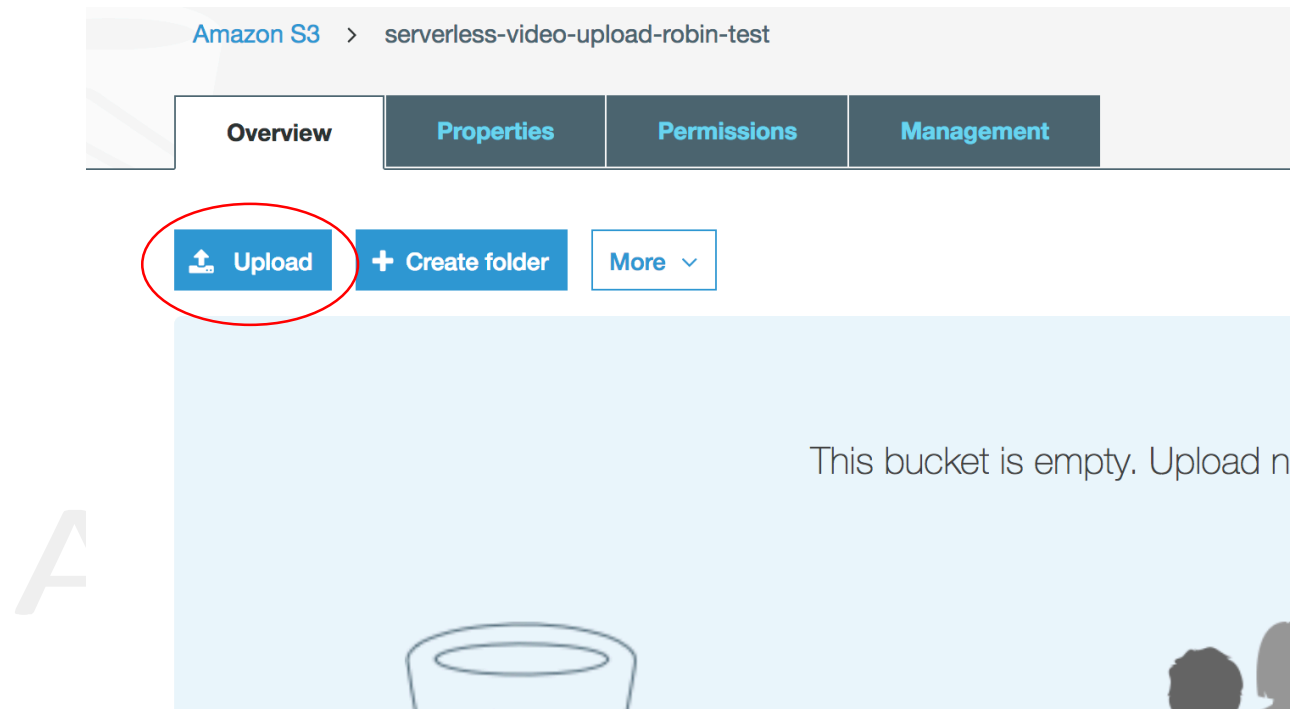 Amazon S3 > serverless-video-upload-robin-test
Overview Properties Permissions Management
Upload + Create folder More
This bucket is empty. Upload n
A